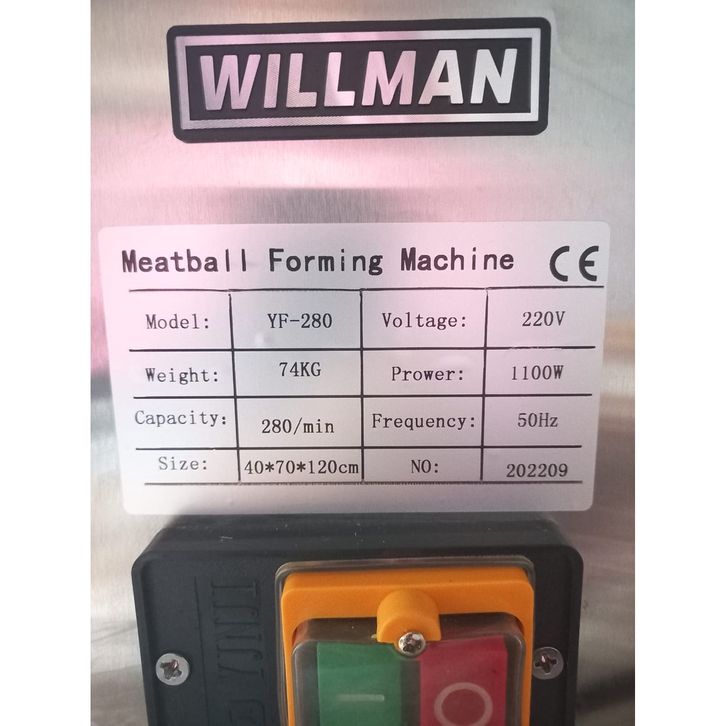 WILLMAN
Meatball Forming Machine CE
Model: YF-280 Voltage: 220V
Weight: 74KG Prower: 1100W
Capacity: 280/min Frequency: 50Hz
Size: 40*70*120cm NO: 202209